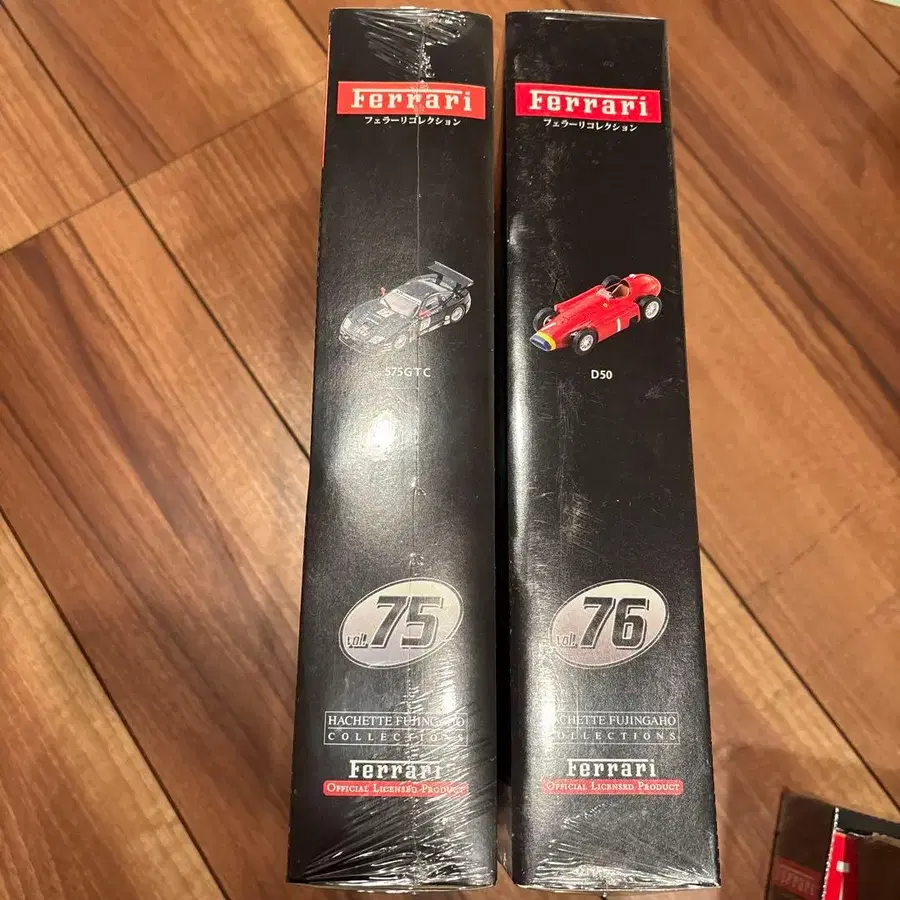 Ferrari
フェラーリコレクション
575GTC
vol. 75
HACHETTE FUJINGAHO
COLLECTIONS
Ferrari
OFFICIAL LICENSED PRODUCT
Ferrari
フェラーリコレクション
1
D50
vol. 76
HACHETTE FUJINGAHO
COLLECTIONS
Ferrari
OFFICIAL LICENSED PRODUCT
Ferrari